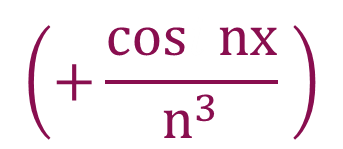 (+ cos nx / n³)